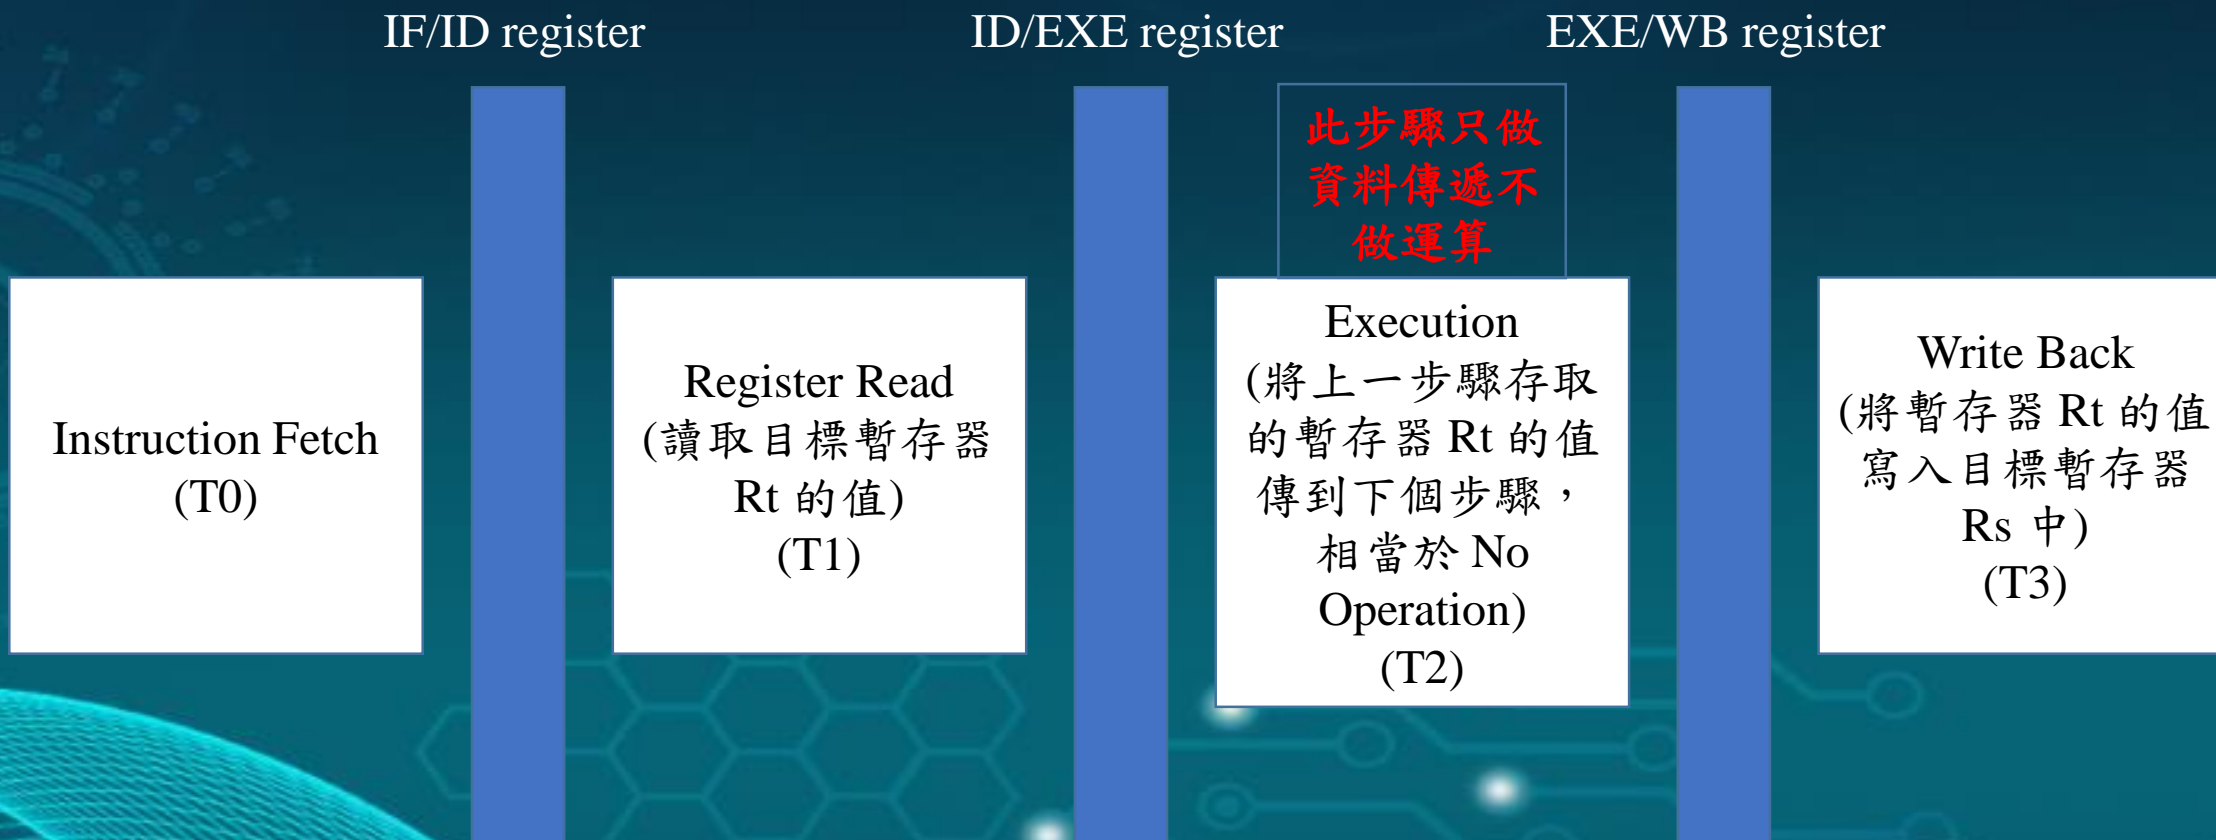 IF/ID register
ID/EXE register
EXE/WB register
此步驟只做
資料傳遞不
做運算
Instruction Fetch
(T0)
Register Read
(讀取目標暫存器
Rt 的值)
(T1)
Execution
(將上一步驟存取
的暫存器 Rt 的值
傳到下個步驟，
相當於 No
Operation)
(T2)
Write Back
(將暫存器 Rt 的值
寫入目標暫存器
Rs 中)
(T3)